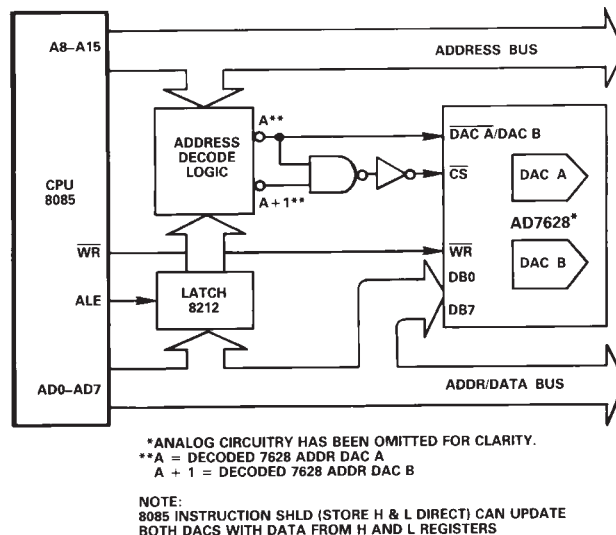 A8–A15
ADDRESS BUS
A**
ADDRESS
DECODE
LOGIC
DAC A/DAC B
CPU
8085
CS
DAC A
A + 1**
AD7628*
WR
WR
DAC B
DB0
ALE
LATCH
8212
DB7
AD0–AD7
ADDR/DATA BUS
*ANALOG CIRCUITRY HAS BEEN OMITTED FOR CLARITY.
**A = DECODED 7628 ADDR DAC A
A + 1 = DECODED 7628 ADDR DAC B
NOTE:
8085 INSTRUCTION SHLD (STORE H & L DIRECT) CAN UPDATE
BOTH DACS WITH DATA FROM H AND L REGISTERS